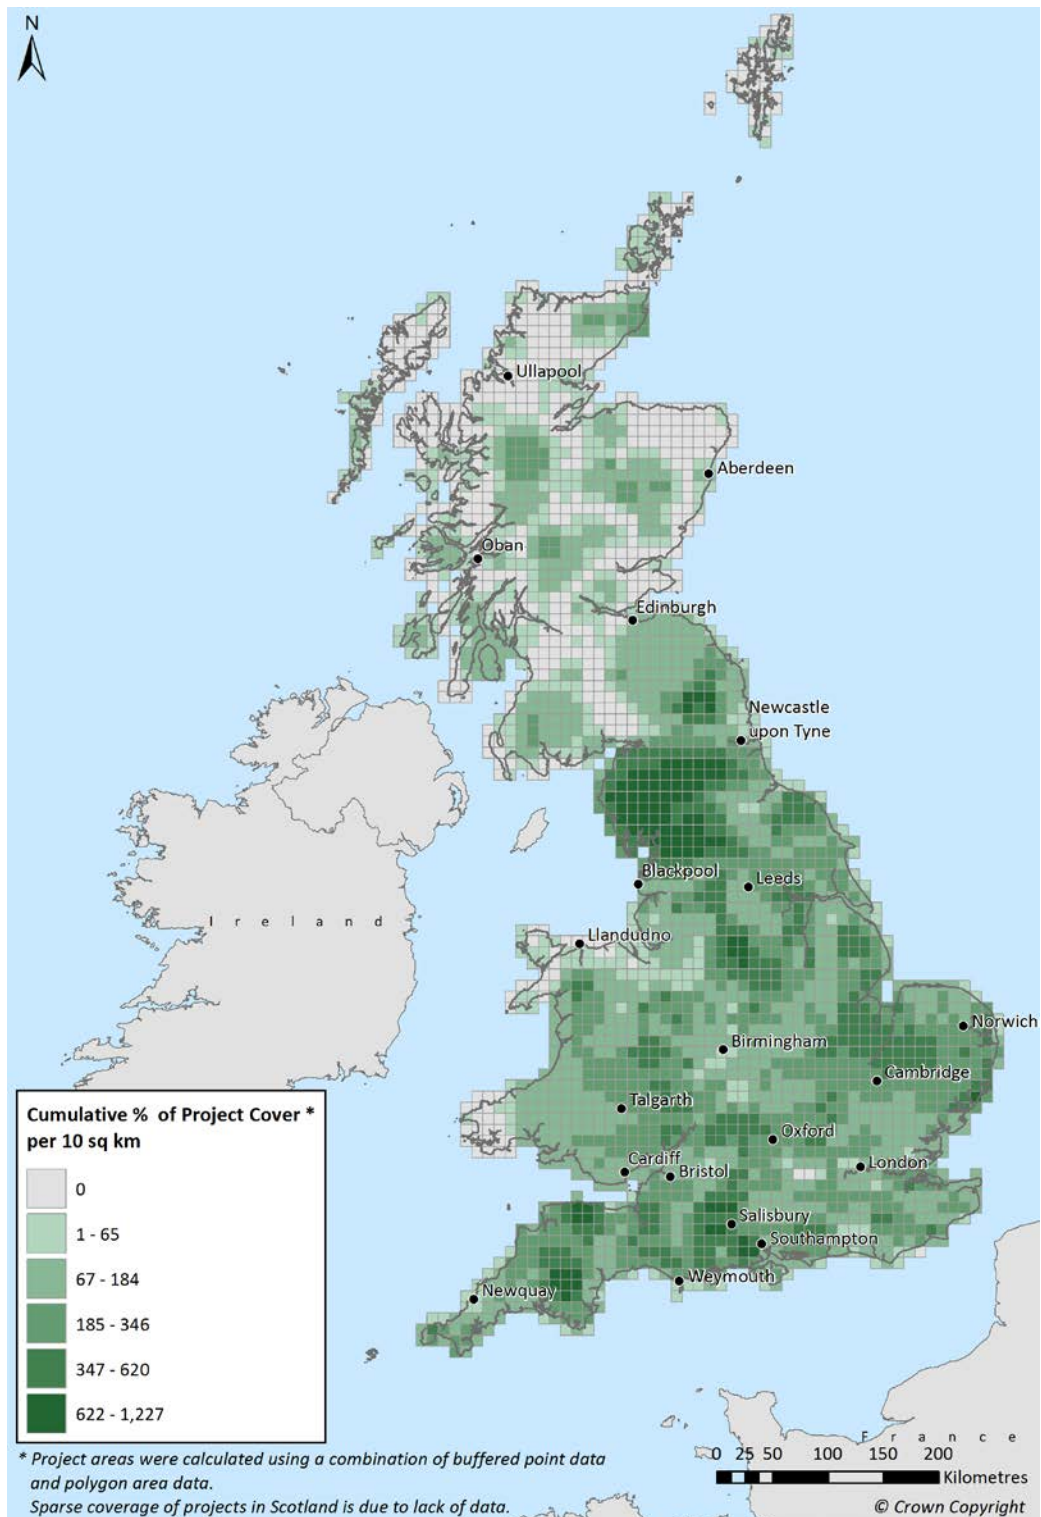 N
Ullapool
Aberdeen
Oban
Edinburgh
Newcastle
upon Tyne
Blackpool
Leeds
Ireland
Llandudno
Norwich
Birmingham
Cambridge
Talgarth
Oxford
Cardiff
Bristol
London
Salisbury
Southampton
Weymouth
Newquay
Cumulative % of Project Cover *
per 10 sq km
0
1 - 65
67 - 184
185 - 346
347 - 620
622 - 1,227
France
* Project areas were calculated using a combination of buffered point data
and polygon area data.
Sparse coverage of projects in Scotland is due to lack of data.
0 25 50 100 150 200
Kilometres
© Crown Copyright